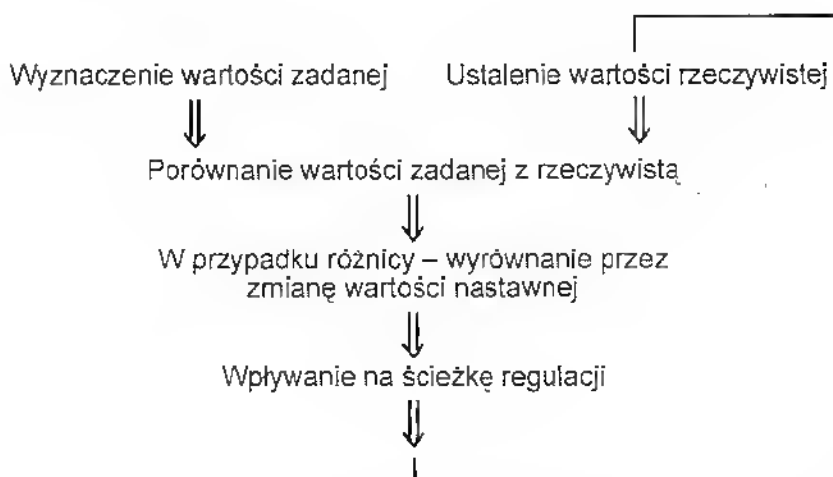 Wyznaczenie wartości zadanej
Ustalenie wartości rzeczywistej
Porównanie wartości zadanej z rzeczywistą
W przypadku różnicy – wyrównanie przez
zmianę wartości nastawnej
Wpływanie na ścieżkę regulacji